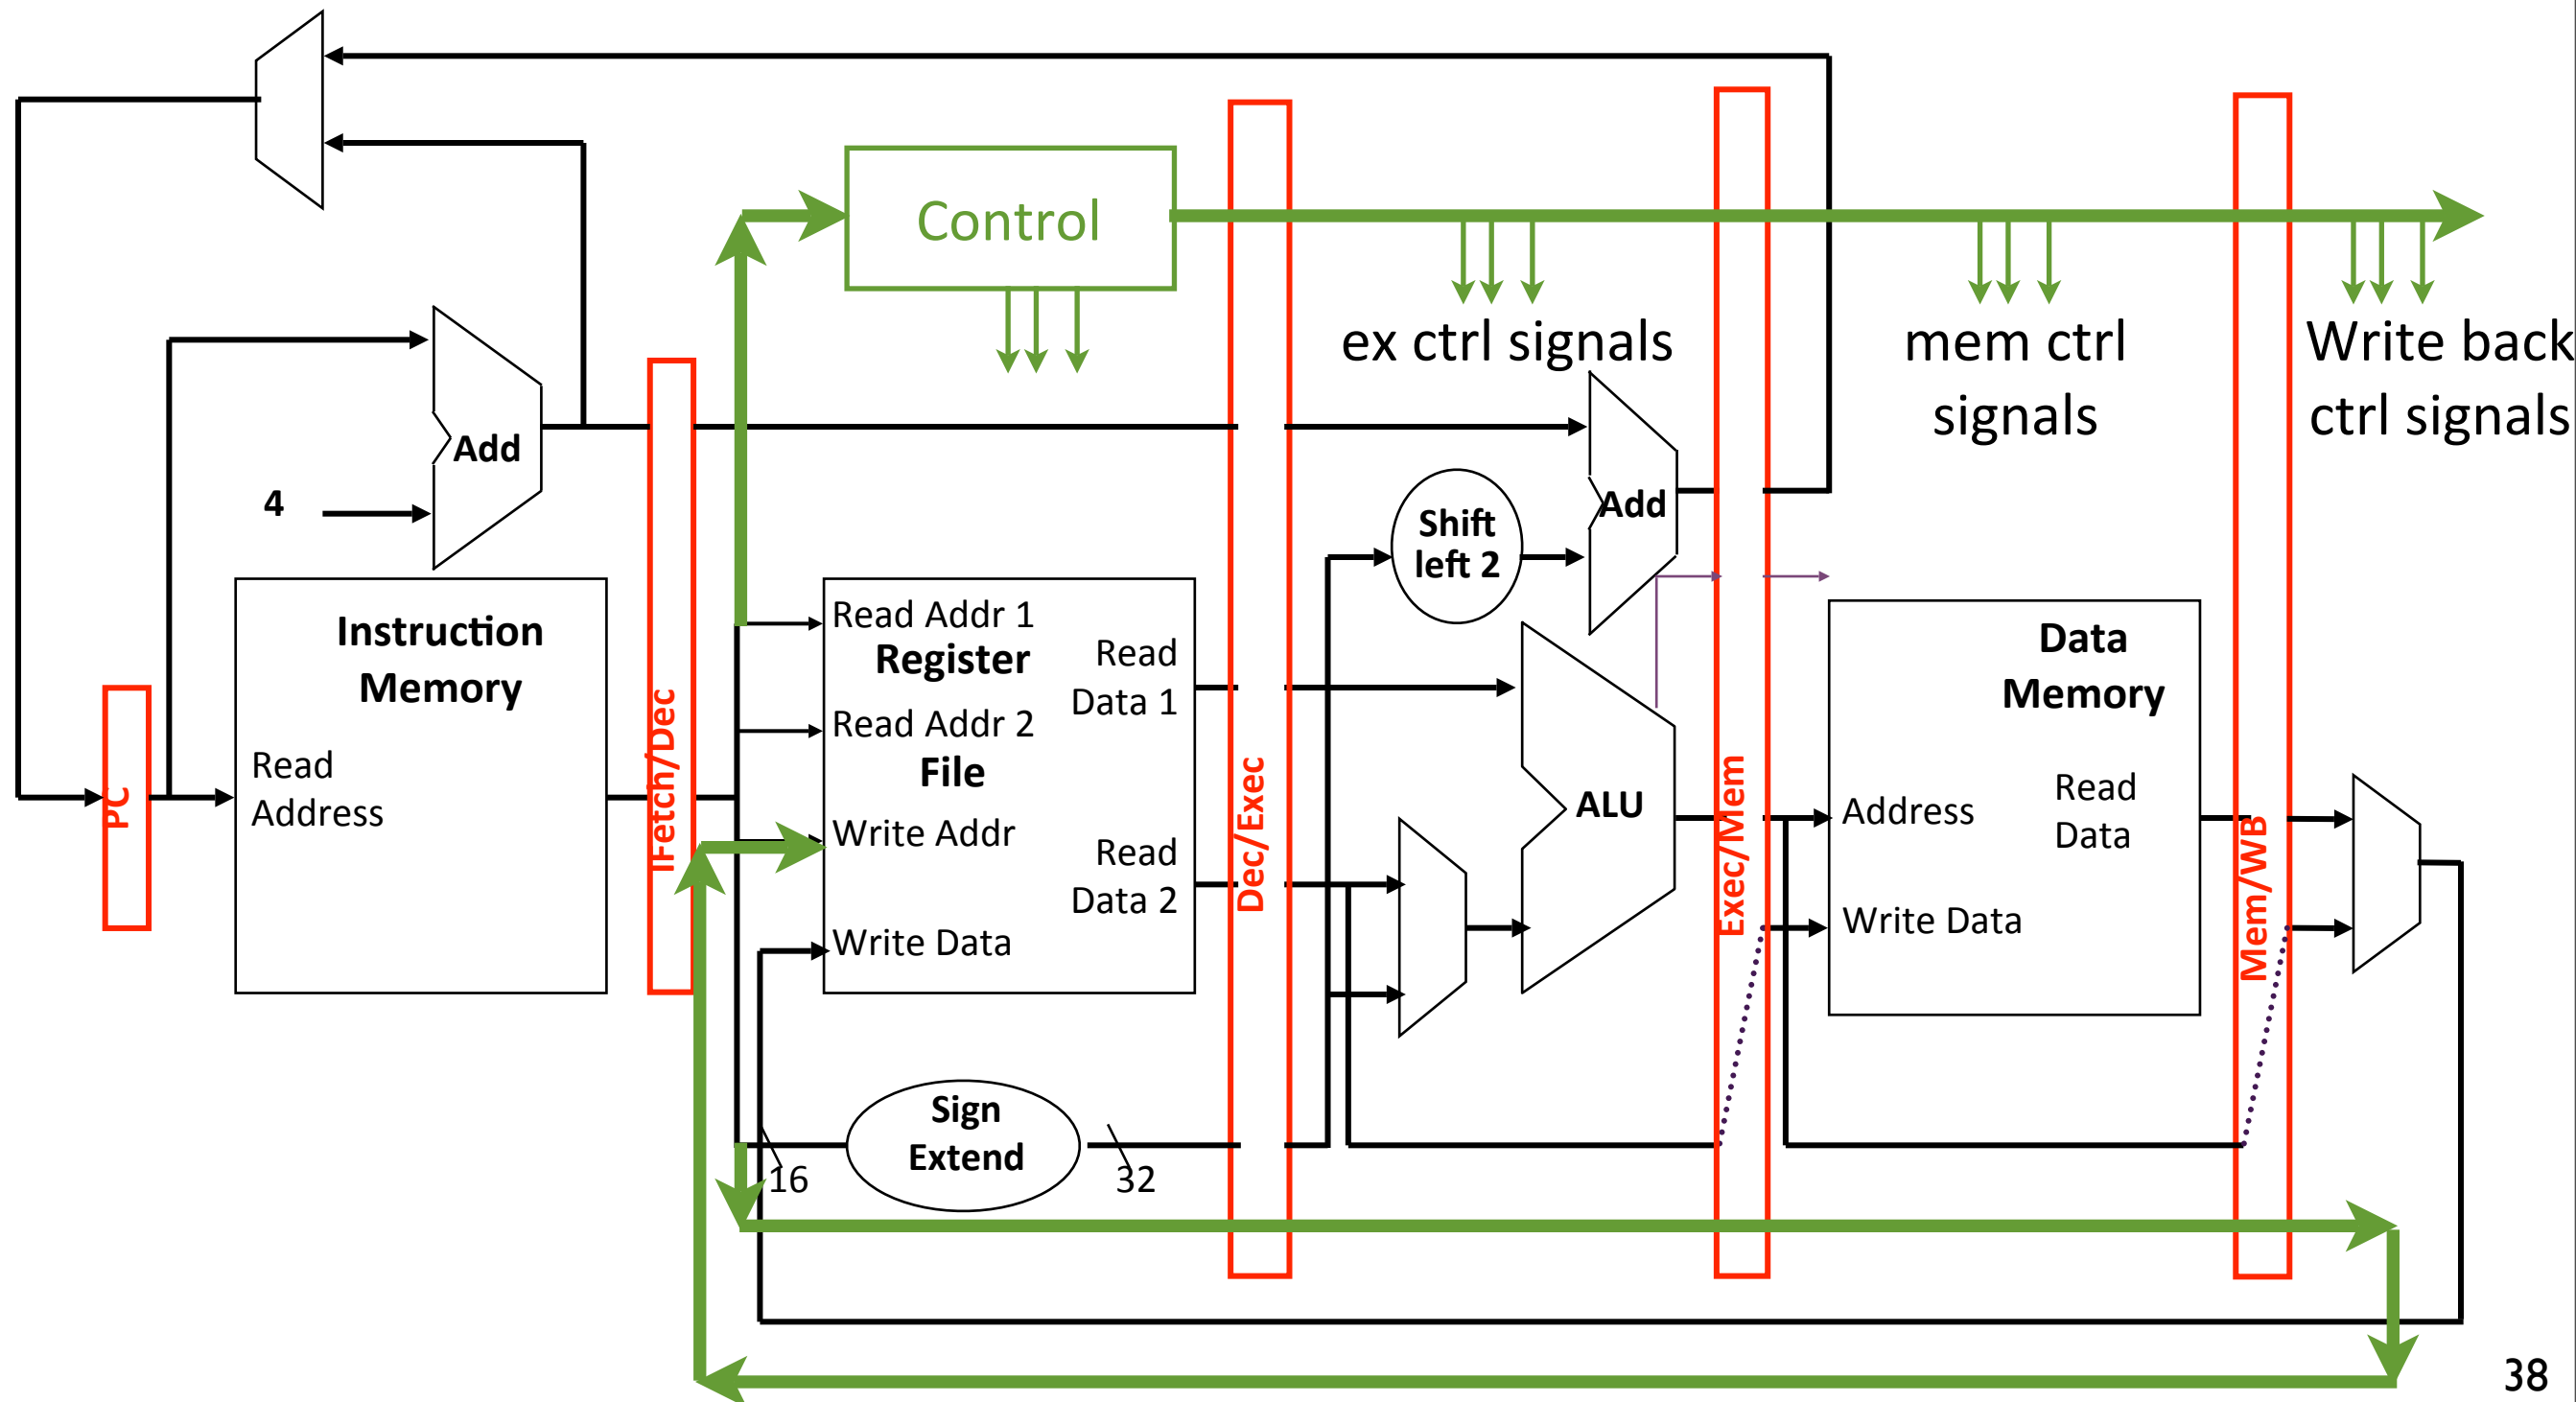 Control
ex ctrl signals
mem ctrl
signals
Write back
ctrl signals
Add
4
Shift
left 2
Add
Instruction
Memory
Read
Address
PC
IFetch/Dec
Read Addr 1
Register
Read
Data 1
Read Addr 2
File
Write Addr
Read
Data 2
Write Data
Dec/Exec
ALU
Exec/Mem
Data
Memory
Address
Read
Data
Write Data
Mem/WB
Sign
Extend
16
32
38